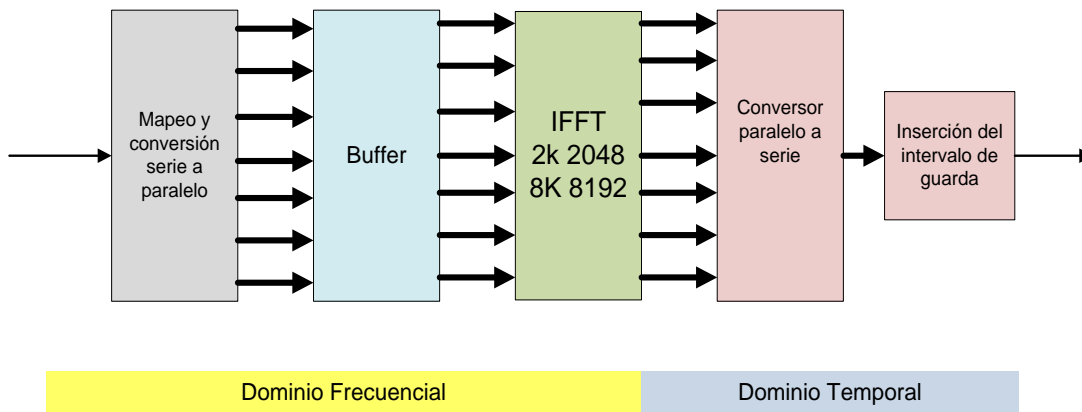 Mapeo y
conversión
serie a
paralelo
Buffer
IFFT
2k 2048
8K 8192
Conversor
paralelo a
serie
Inserción del
intervalo de
guarda
Dominio Frecuencial
Dominio Temporal